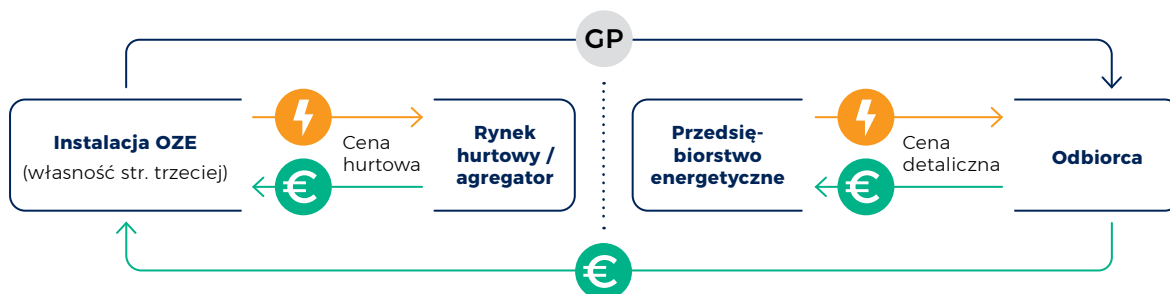 GP
Instalacja OZE
(własność str. trzeciej)
Cena
hurtowa
Rynek
hurtowy /
agregator
Przedsię-
biorstwo
energetyczne
Cena
detaliczna
Odbiorca
€
€
€